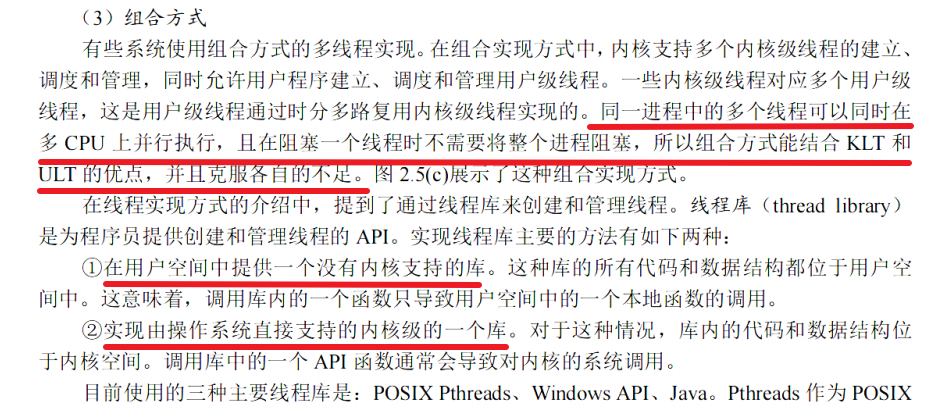 （3）组合方式
有些系统使用组合方式的多线程实现。在组合实现方式中，内核支持多个内核级线程的建立、
调度和管理，同时允许用户程序建立、调度和管理用户级线程。一些内核级线程对应多个用户级
线程，这是用户级线程通过时分多路复用内核级线程实现的。同一进程中的多个线程可以同时在
多 CPU 上并行执行，且在阻塞一个线程时不需要将整个进程阻塞，所以组合方式能结合 KLT 和
ULT 的优点，并且克服各自的不足。图 2.5(c)展示了这种组合实现方式。
在线程实现方式的介绍中，提到了通过线程库来创建和管理线程。线程库（thread library）
是为程序员提供创建和管理线程的 API。实现线程库主要的方法有如下两种：
①在用户空间中提供一个没有内核支持的库。这种库的所有代码和数据结构都位于用户空
间中。这意味着，调用库内的一个函数只导致用户空间中的一个本地函数的调用。
②实现由操作系统直接支持的内核级的一个库。对于这种情况，库内的代码和数据结构位
于内核空间。调用库中的一个 API 函数通常会导致对内核的系统调用。
目前使用的三种主要线程库是：POSIX Pthreads、Windows API、Java。Pthreads 作为 POSIX